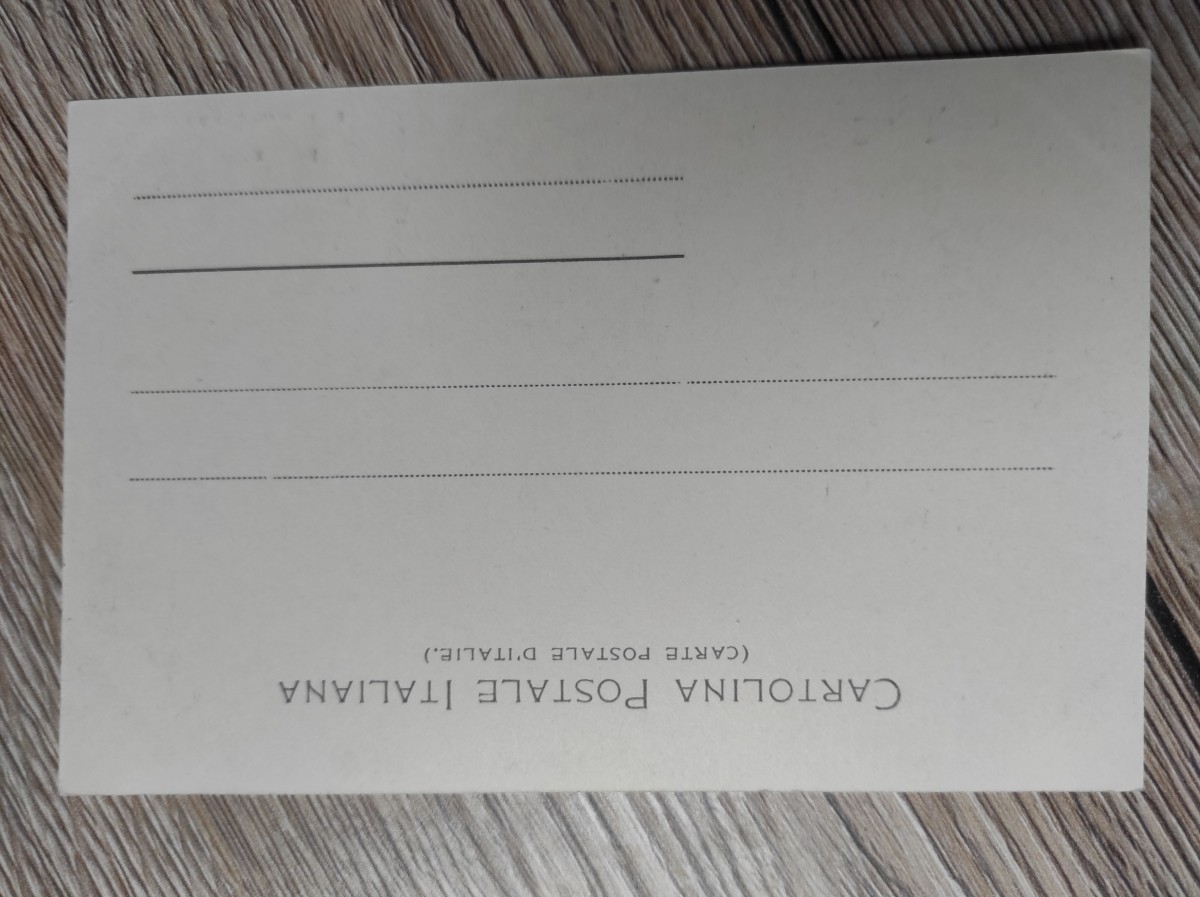 CARTOLINA POSTALE ITALIANA
(CARTE POSTALE D'ITALIE.)